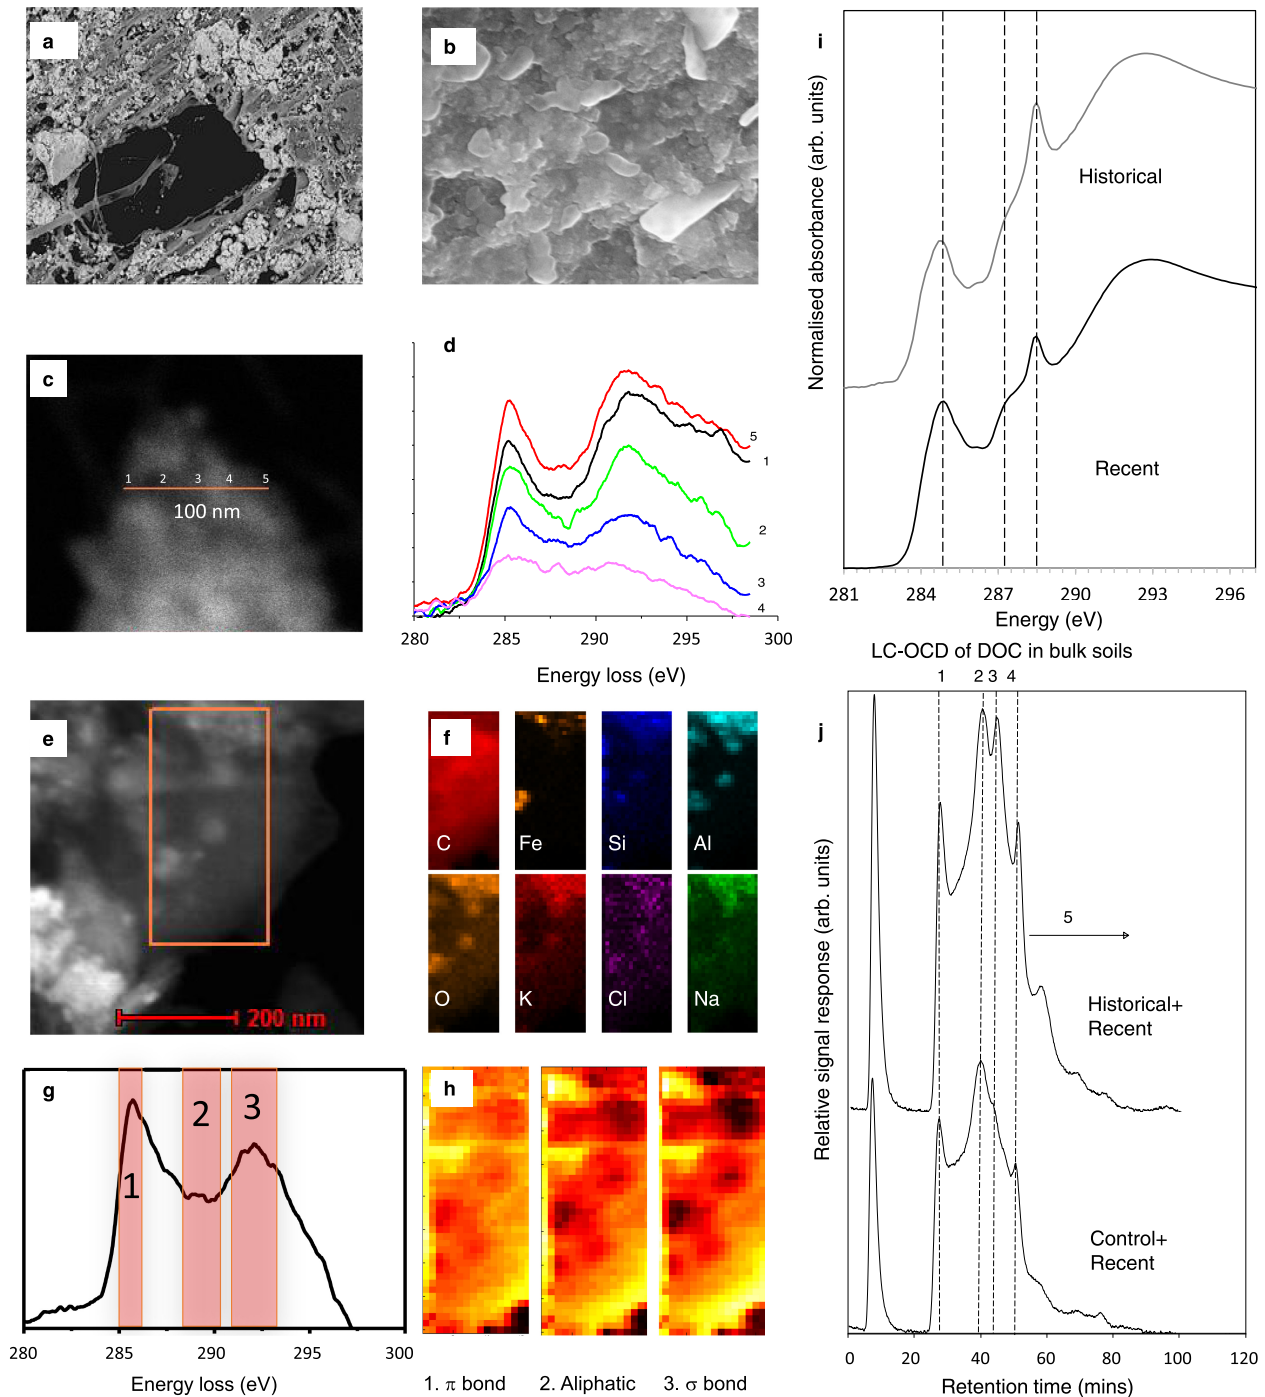 a
b
c
1 2 3 4 5
100 nm
d
5
1
2
3
4
280 285 290 295 300
Energy loss (eV)
e
200 nm
f
C Fe Si Al
O K Cl Na
g
1 2 3
280 285 290 295 300
Energy loss (eV)
h
1. π bond 2. Aliphatic 3. σ bond
i
Normalised absorbance (arb. units)
Historical
Recent
281 284 287 290 293 296
Energy (eV)
LC-OCD of DOC in bulk soils
1 2 3 4
j
Relative signal response (arb. units)
5
Historical+
Recent
Control+
Recent
0 20 40 60 80 100 120
Retention time (mins)